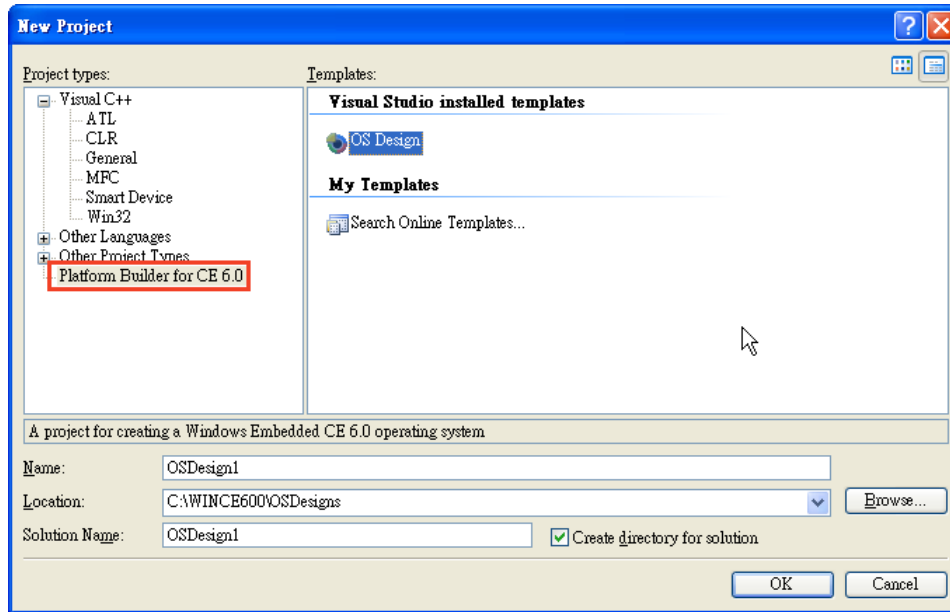 New Project
Project types:
Templates:
Visual C++
ATL
CLR
General
MFC
Smart Device
Win32
Other Languages
Other Project Types
Platform Builder for CE 6.0
Visual Studio installed templates
OS Design
My Templates
Search Online Templates...
A project for creating a Windows Embedded CE 6.0 operating system
Name:
OSDesign1
Location:
C:\WINCE600\OSDesigns
Browse...
Solution Name:
OSDesign1
Create directory for solution
OK
Cancel